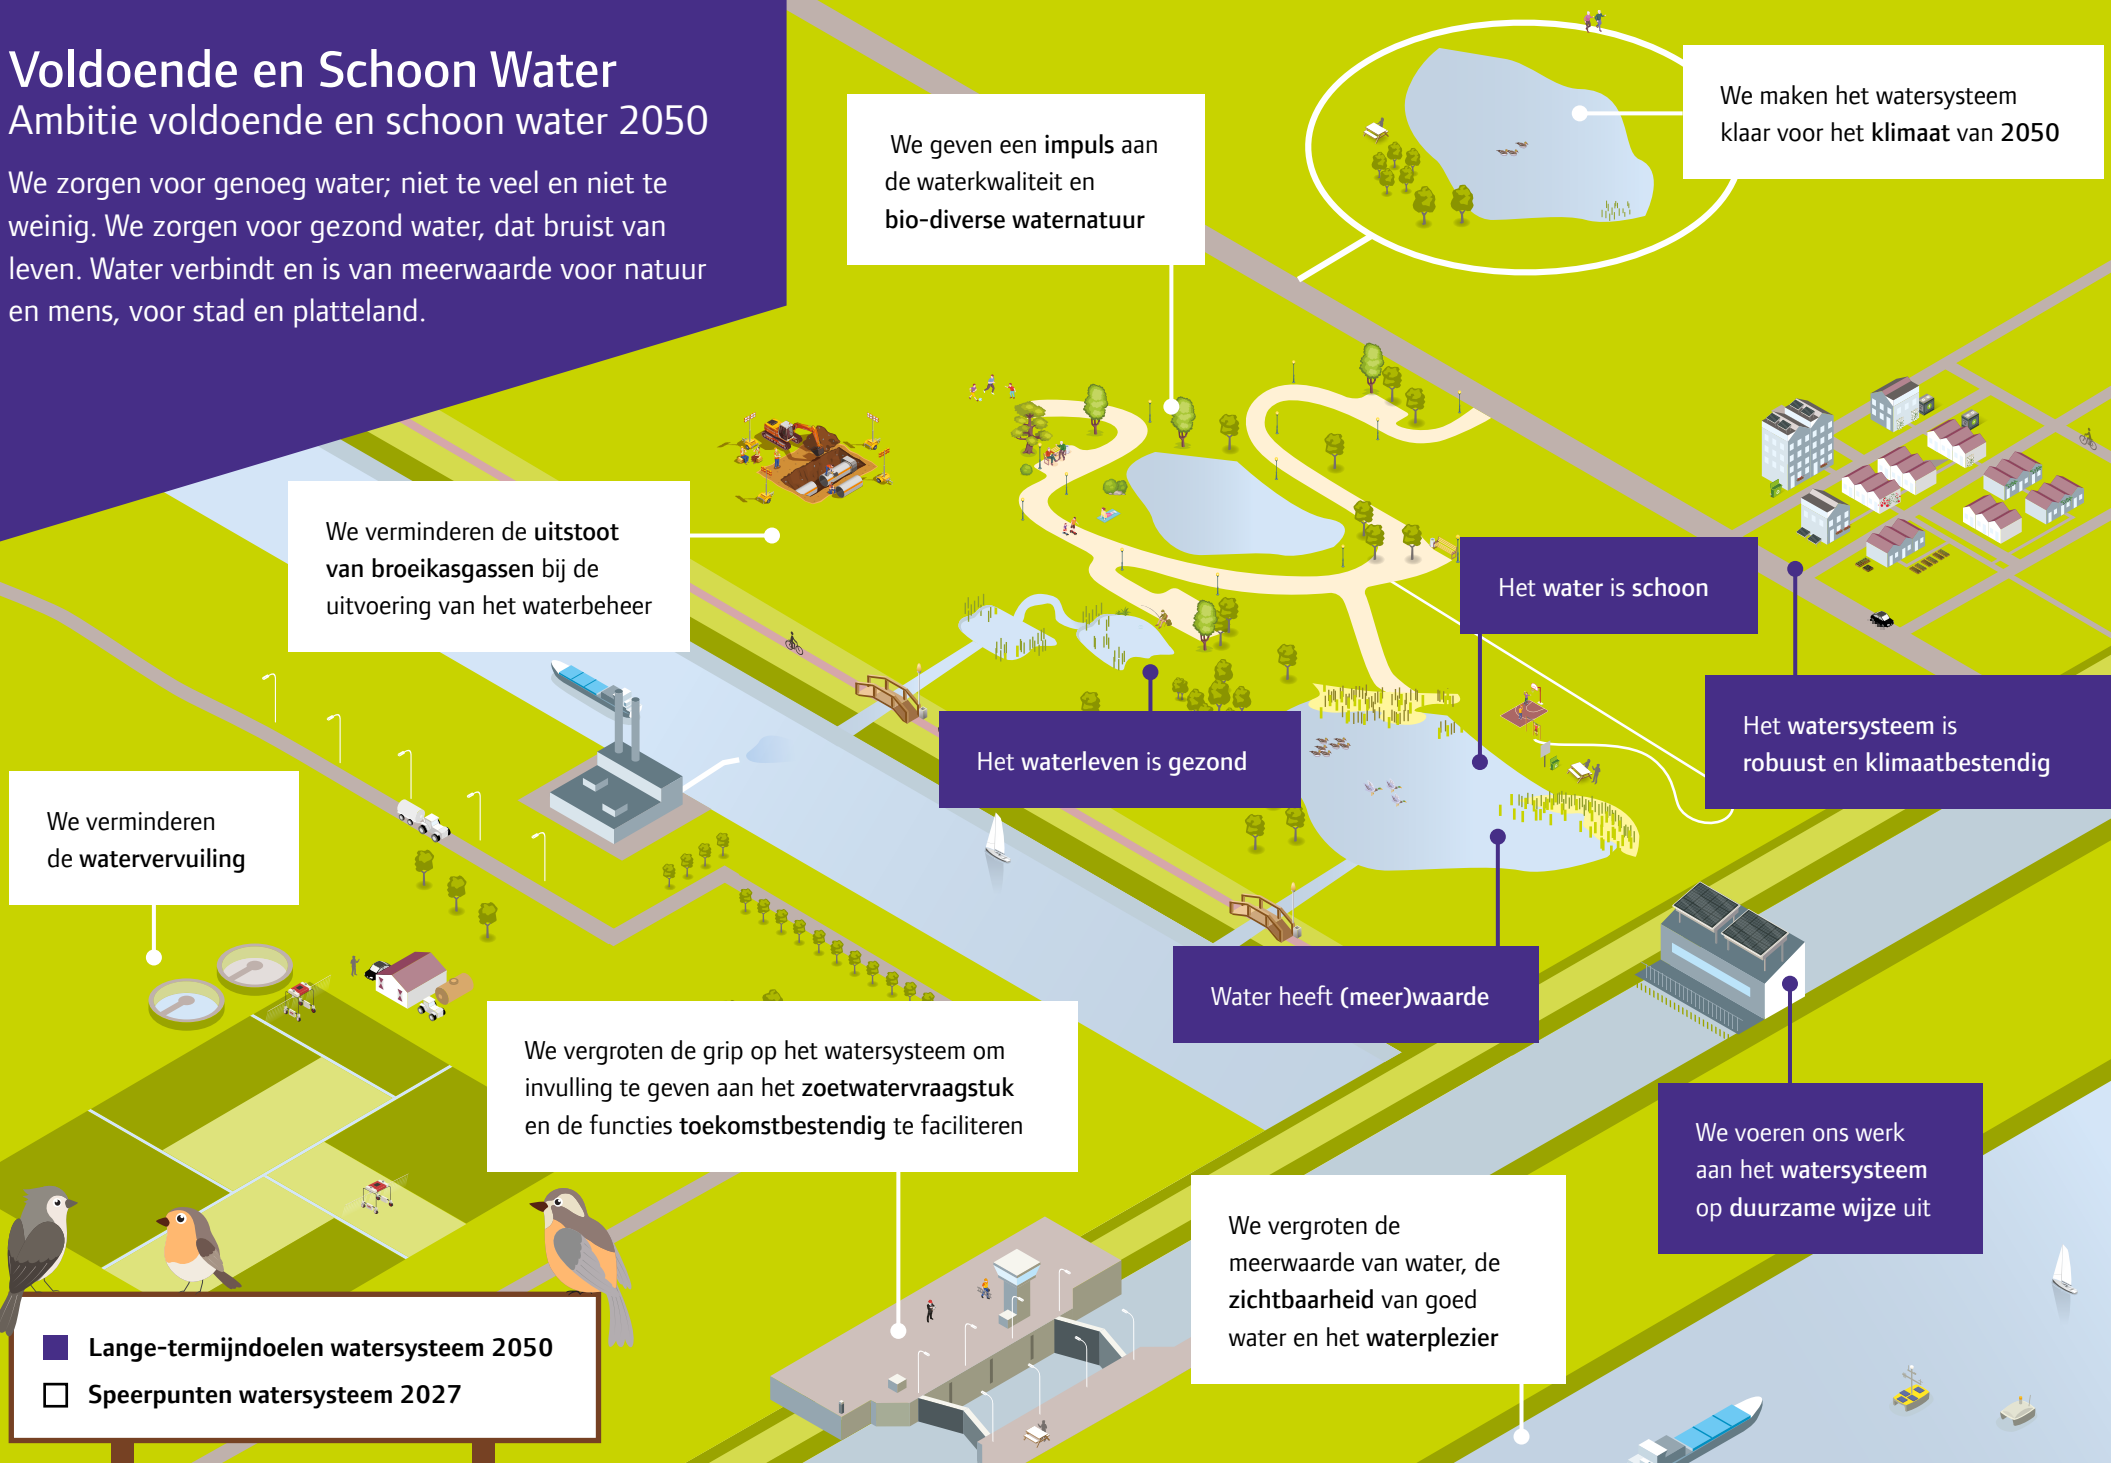 Voldoende en Schoon Water
Ambitie voldoende en schoon water 2050
We zorgen voor genoeg water; niet te veel en niet te
weinig. We zorgen voor gezond water, dat bruist van
leven. Water verbindt en is van meerwaarde voor natuur
en mens, voor stad en platteland.
We geven een impuls aan
de waterkwaliteit en
bio-diverse waternatuur
We maken het watersysteem
klaar voor het klimaat van 2050
We verminderen de uitstoot
van broeikasgassen bij de
uitvoering van het waterbeheer
Het water is schoon
Het watersysteem is
robuust en klimaatbestendig
Het waterleven is gezond
We verminderen
de watervervuiling
Water heeft (meer)waarde
We vergroten de grip op het watersysteem om
invulling te geven aan het zoetwatervraagstuk
en de functies toekomstbestendig te faciliteren
We voeren ons werk
aan het watersysteem
op duurzame wijze uit
We vergroten de
meerwaarde van water, de
zichtbaarheid van goed
water en het waterplezier
Lange-termijndoelen watersysteem 2050
Speerpunten watersysteem 2027